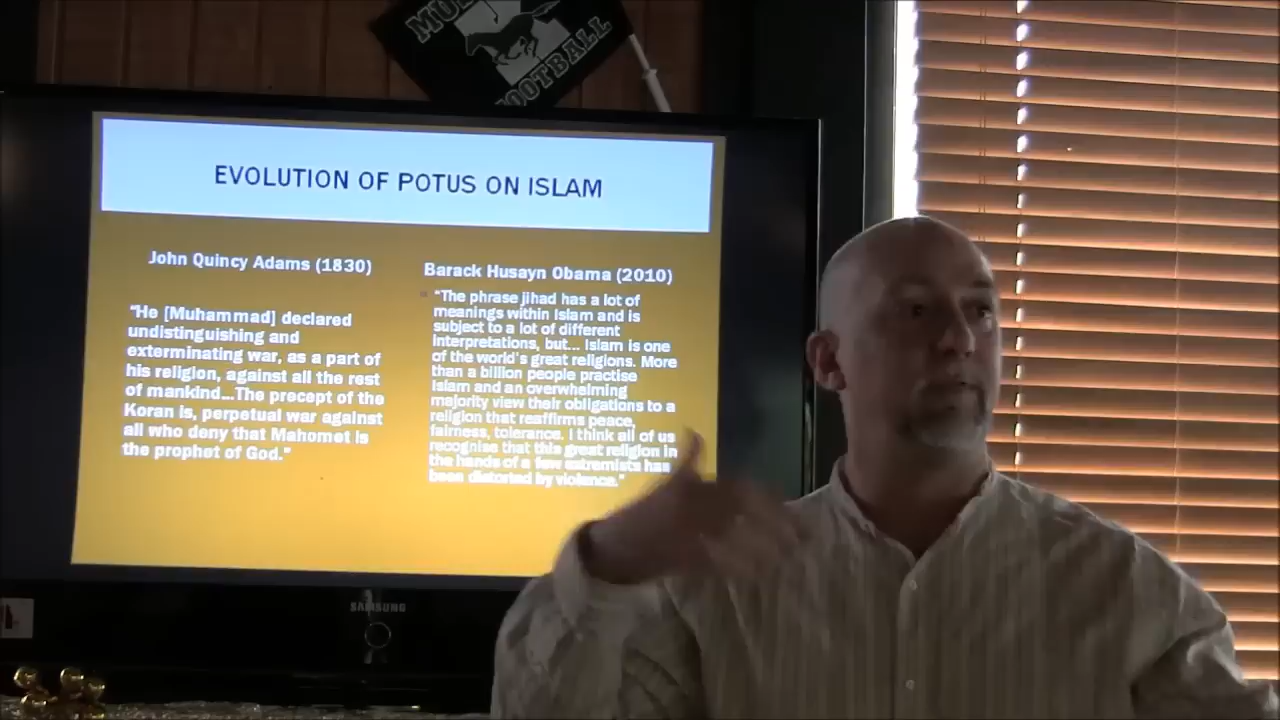 FOOTBALL
EVOLUTION OF POTUS ON ISLAM
John Quincy Adams (1830)
"He [Muhammad] declared
undistinguishing and
exterminating war, as a part of
his religion, against all the rest
of mankind...The precept of the
Koran is, perpetual war against
all who deny that Mahomet is
the prophet of God."
Barack Husayn Obama (2010)
"The phrase jihad has a lot of
meanings within Islam and is
subject to a lot of different
interpretations, but... Islam is one
of the world's great religions. More
than a billion people practise
Islam and an overwhelming
majority view their obligations to a
religion that reaffirms peace,
fairness, tolerance. I think all of us
recognise that this great religion in
the hands of a few extremists has
been distorted by violence."
SAMSUNG